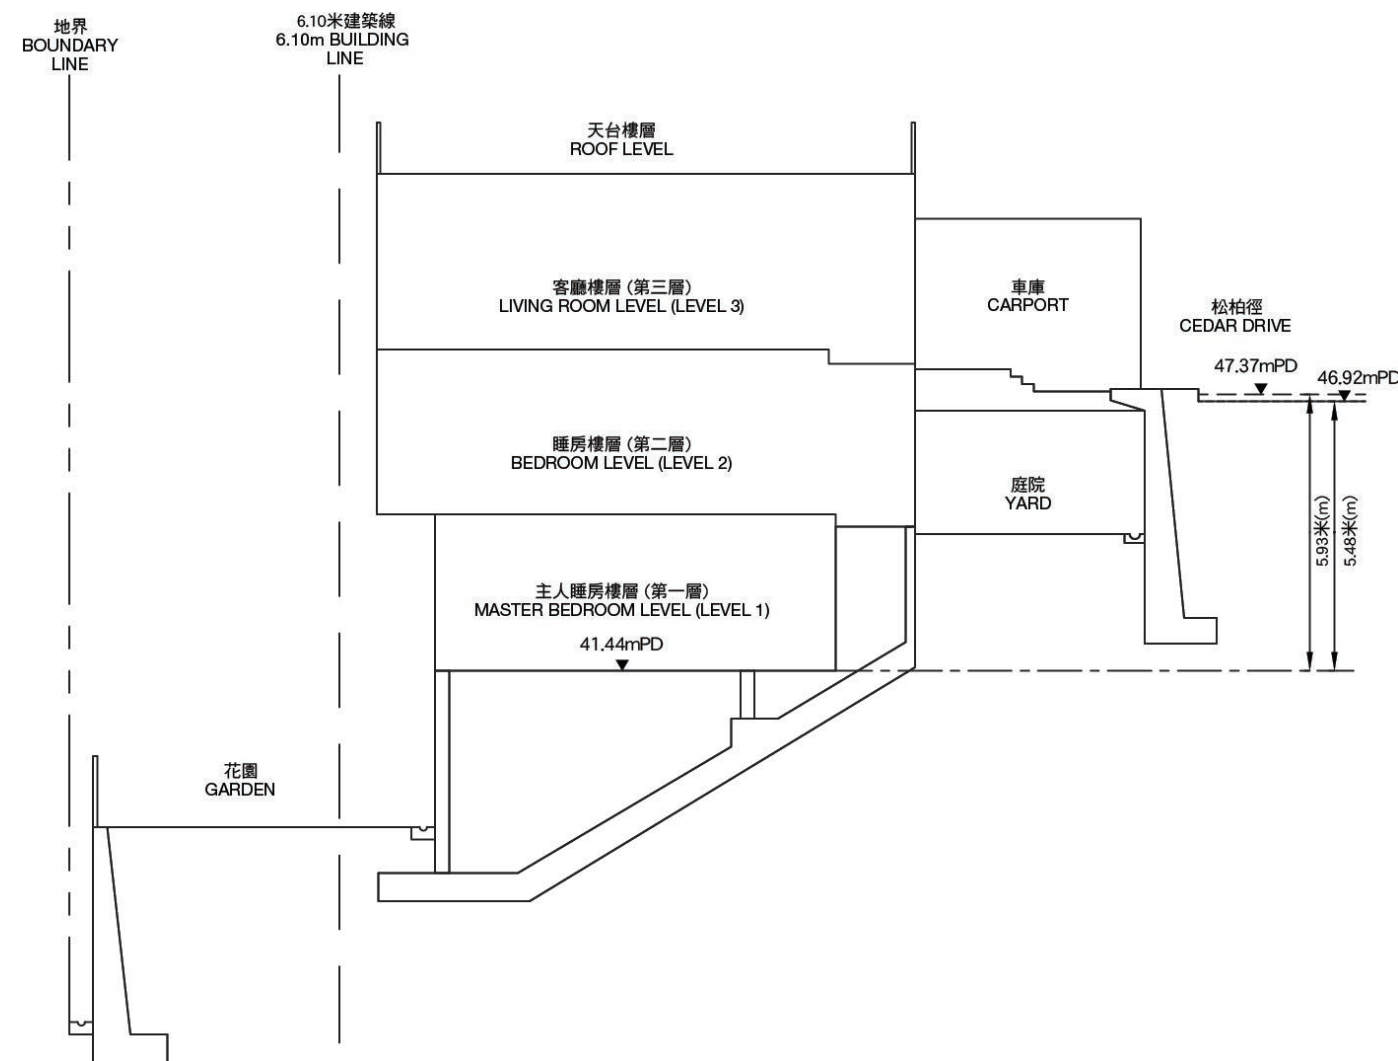 地界
BOUNDARY
LINE
6.10米建築線
6.10m BUILDING
LINE
天台樓層
ROOF LEVEL
客廳樓層 (第三層)
LIVING ROOM LEVEL (LEVEL 3)
車庫
CARPORT
松柏徑
CEDAR DRIVE
47.37mPD
46.92mPD
睡房樓層 (第二層)
BEDROOM LEVEL (LEVEL 2)
庭院
YARD
5.93米(m)
5.48米(m)
主人睡房樓層 (第一層)
MASTER BEDROOM LEVEL (LEVEL 1)
41.44mPD
花園
GARDEN